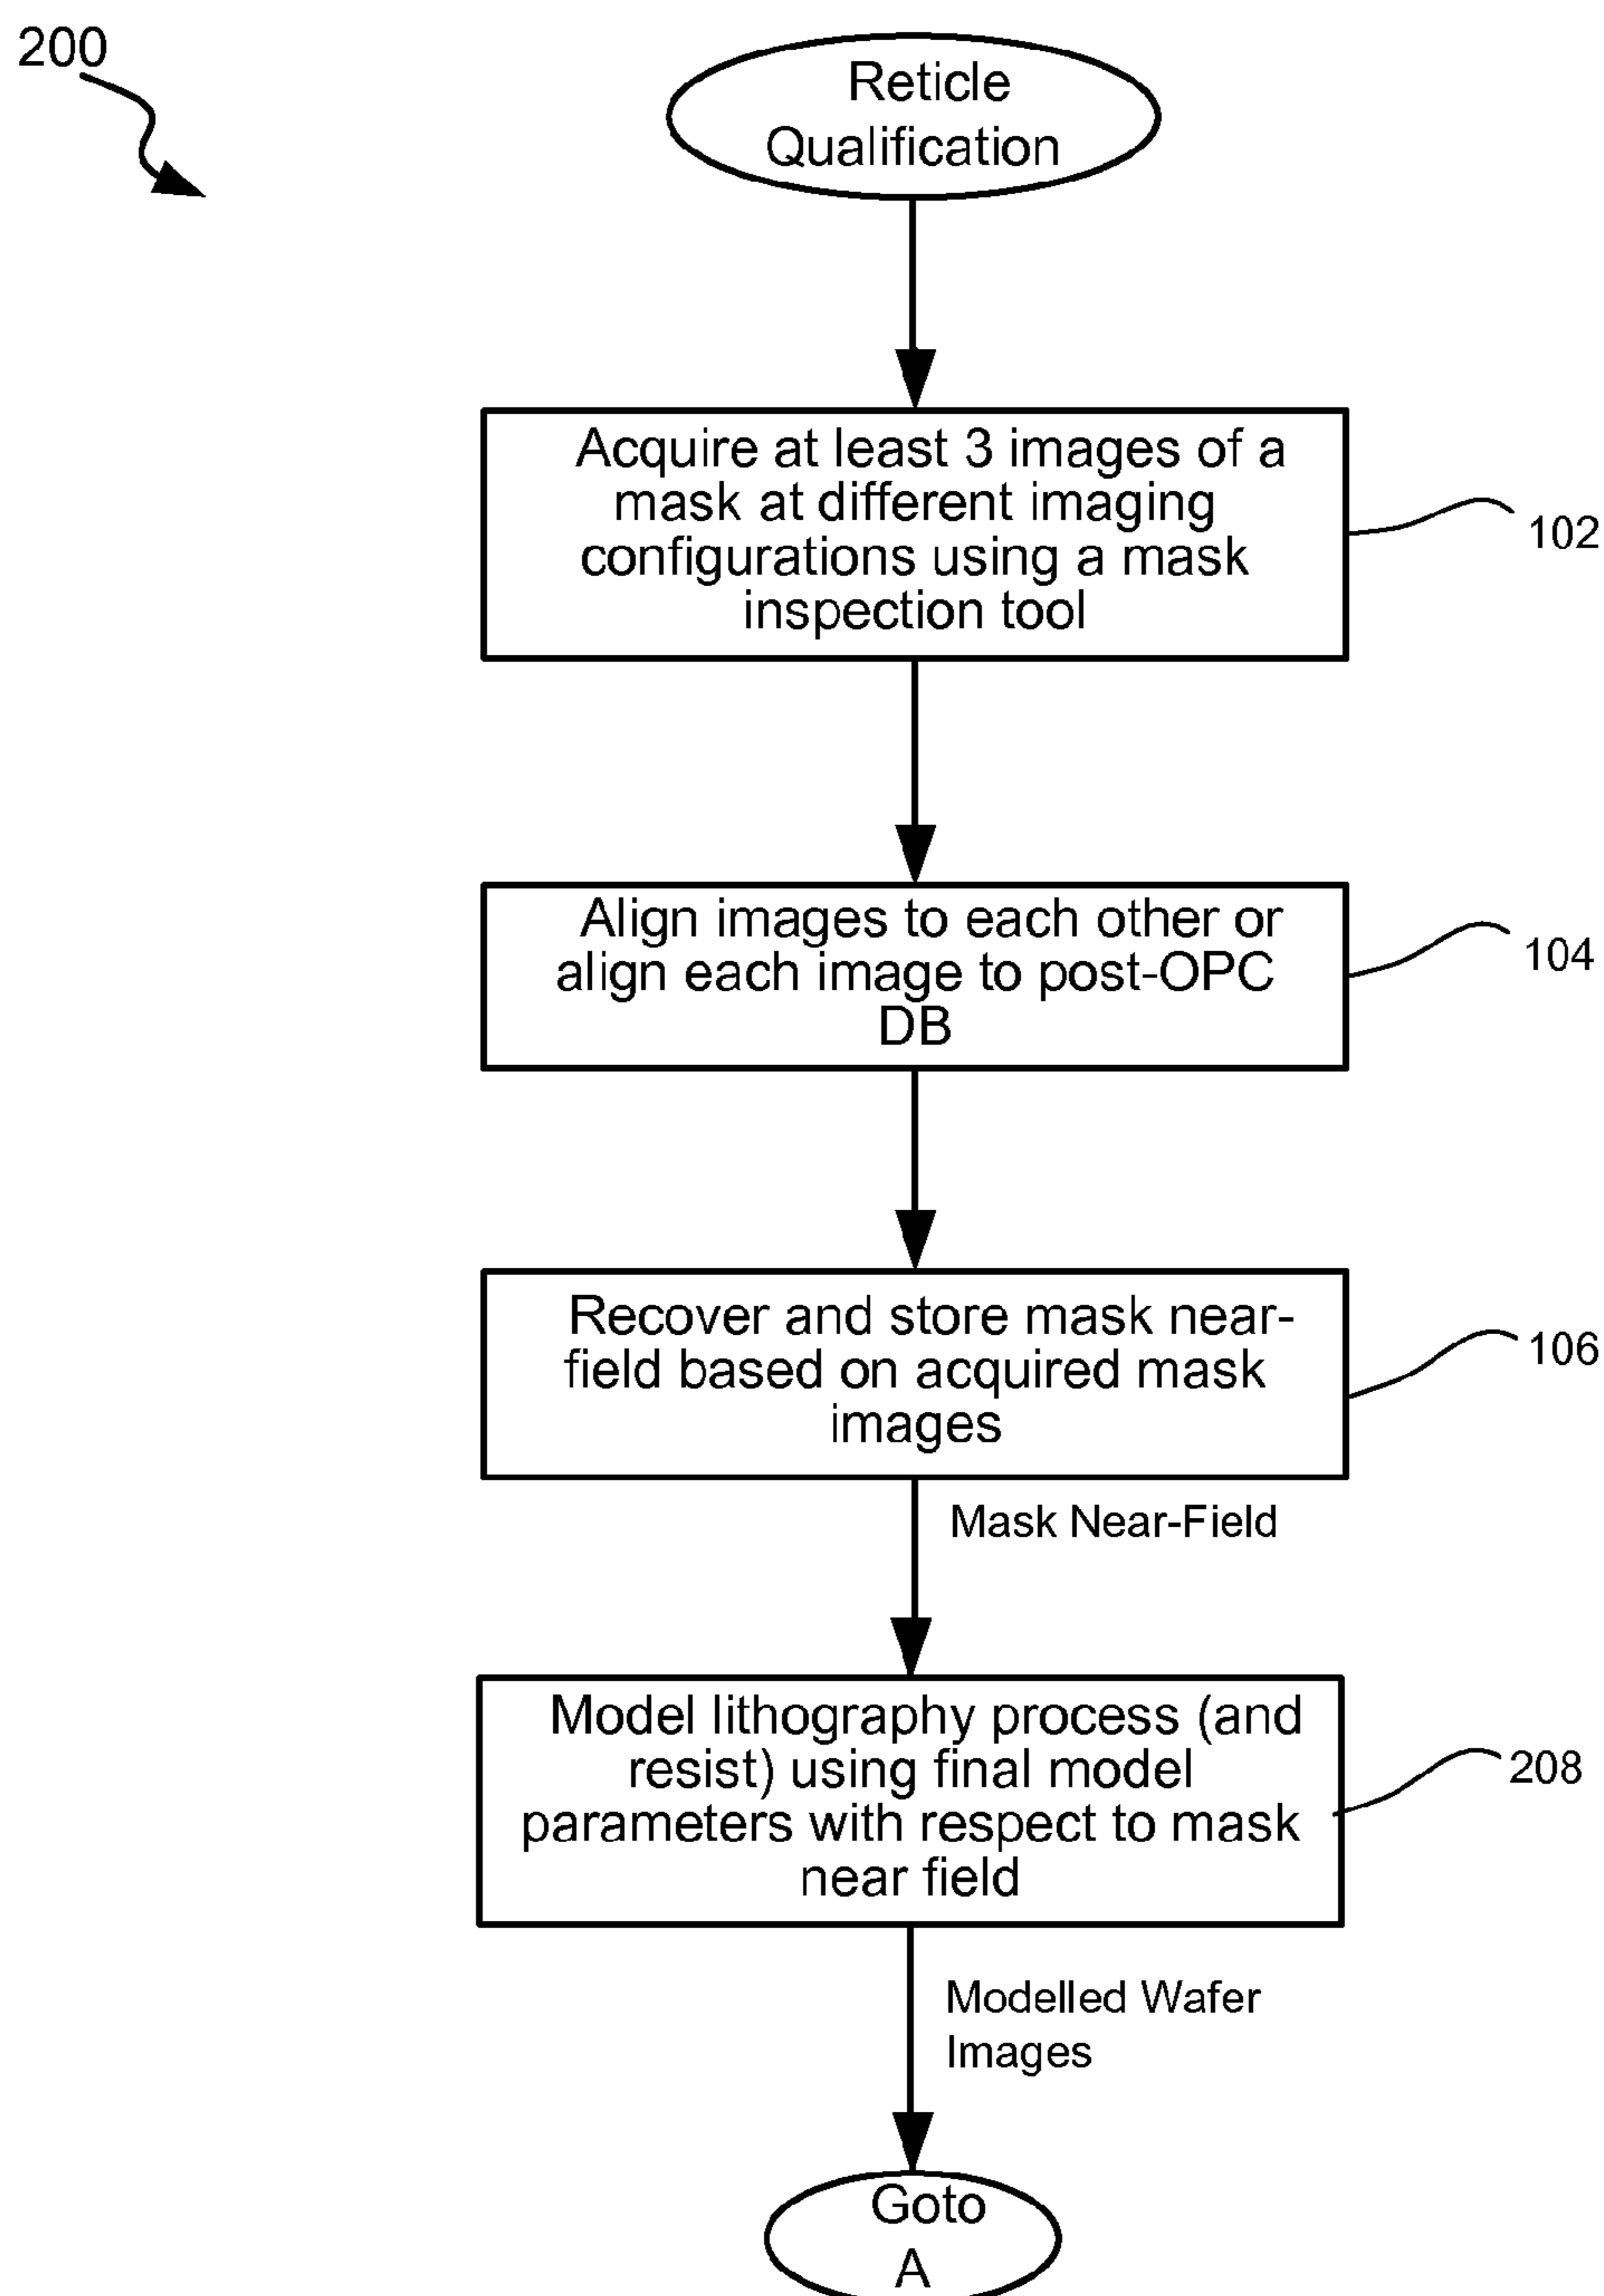 200
Reticle
Qualification
Acquire at least 3 images of a
mask at different imaging
configurations using a mask
inspection tool
102
Align images to each other or
align each image to post-OPC
DB
104
Recover and store mask near-
field based on acquired mask
images
106
Mask Near-Field
Model lithography process (and
resist) using final model
parameters with respect to mask
near field
208
Modelled Wafer
Images
Goto
A